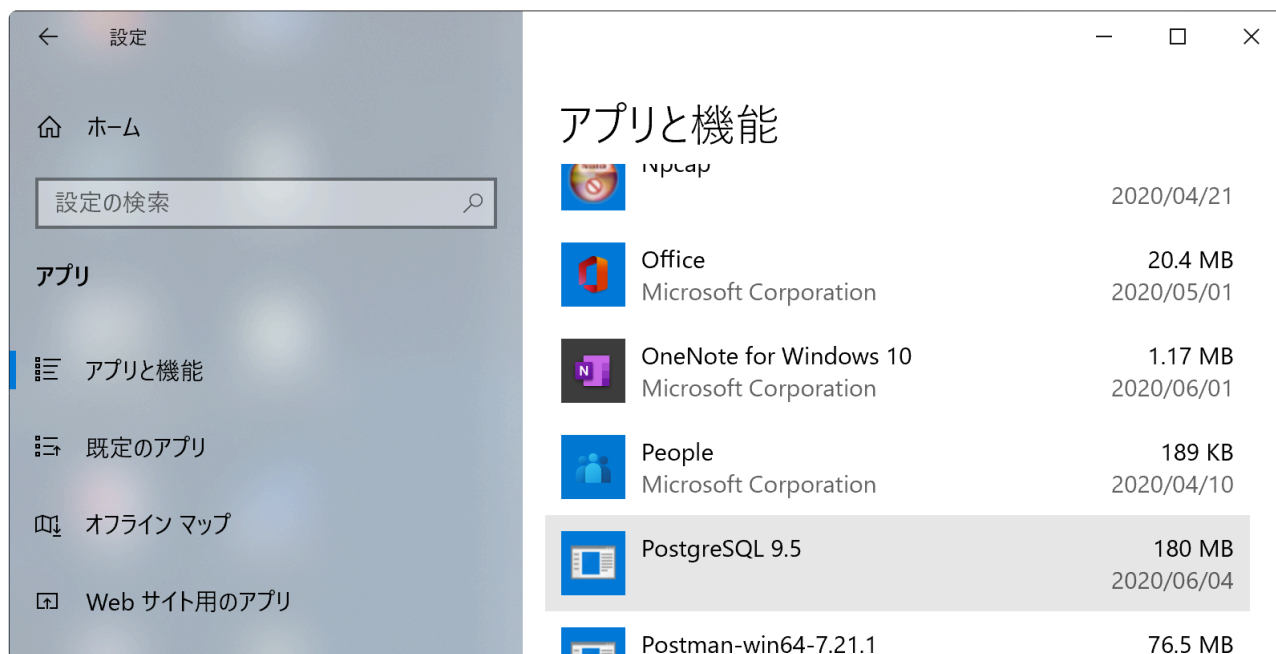 設定
ホーム
設定の検索
アプリ
アプリと機能
既定のアプリ
オフライン マップ
Web サイト用のアプリ
アプリと機能
Npcap
2020/04/21
Office 20.4 MB
Microsoft Corporation 2020/05/01
OneNote for Windows 10 1.17 MB
Microsoft Corporation 2020/06/01
People 189 KB
Microsoft Corporation 2020/04/10
PostgreSQL 9.5 180 MB
2020/06/04
Postman-win64-7.21.1 76.5 MB